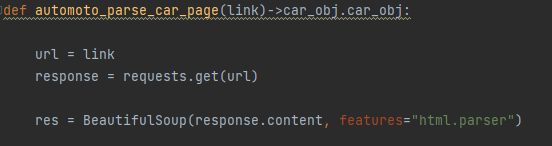 def automoto_parse_car_page(link)->car_obj.car_obj:
url = link
response = requests.get(url)
res = BeautifulSoup(response.content, features="html.parser")